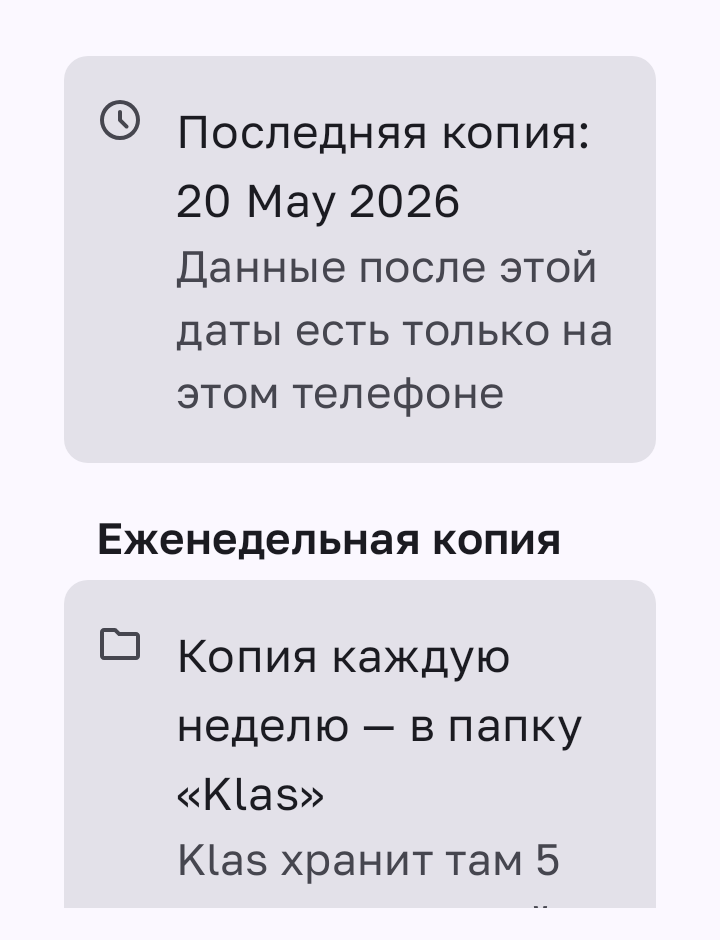 Последняя копия:
20 May 2026
Данные после этой
даты есть только на
этом телефоне
Еженедельная копия
Копия каждую
неделю — в папку
«Klas»
Klas хранит там 5